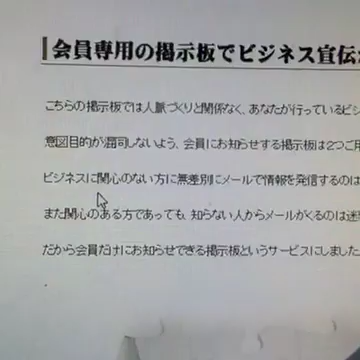 会員専用の掲示板でビジネス宣伝が
こちらの掲示板では人脈づくりと関係なく、あなたが行っているビジ
意図目的が混同しないよう、会員にお知らせする掲示板は2つご用
ビジネスに関心のない方に無差別にメールで情報を発信するのは
また関心のある方であっても、知らない人からメールがくるのは迷
だから会員だけにお知らせできる掲示板というサービスにしました